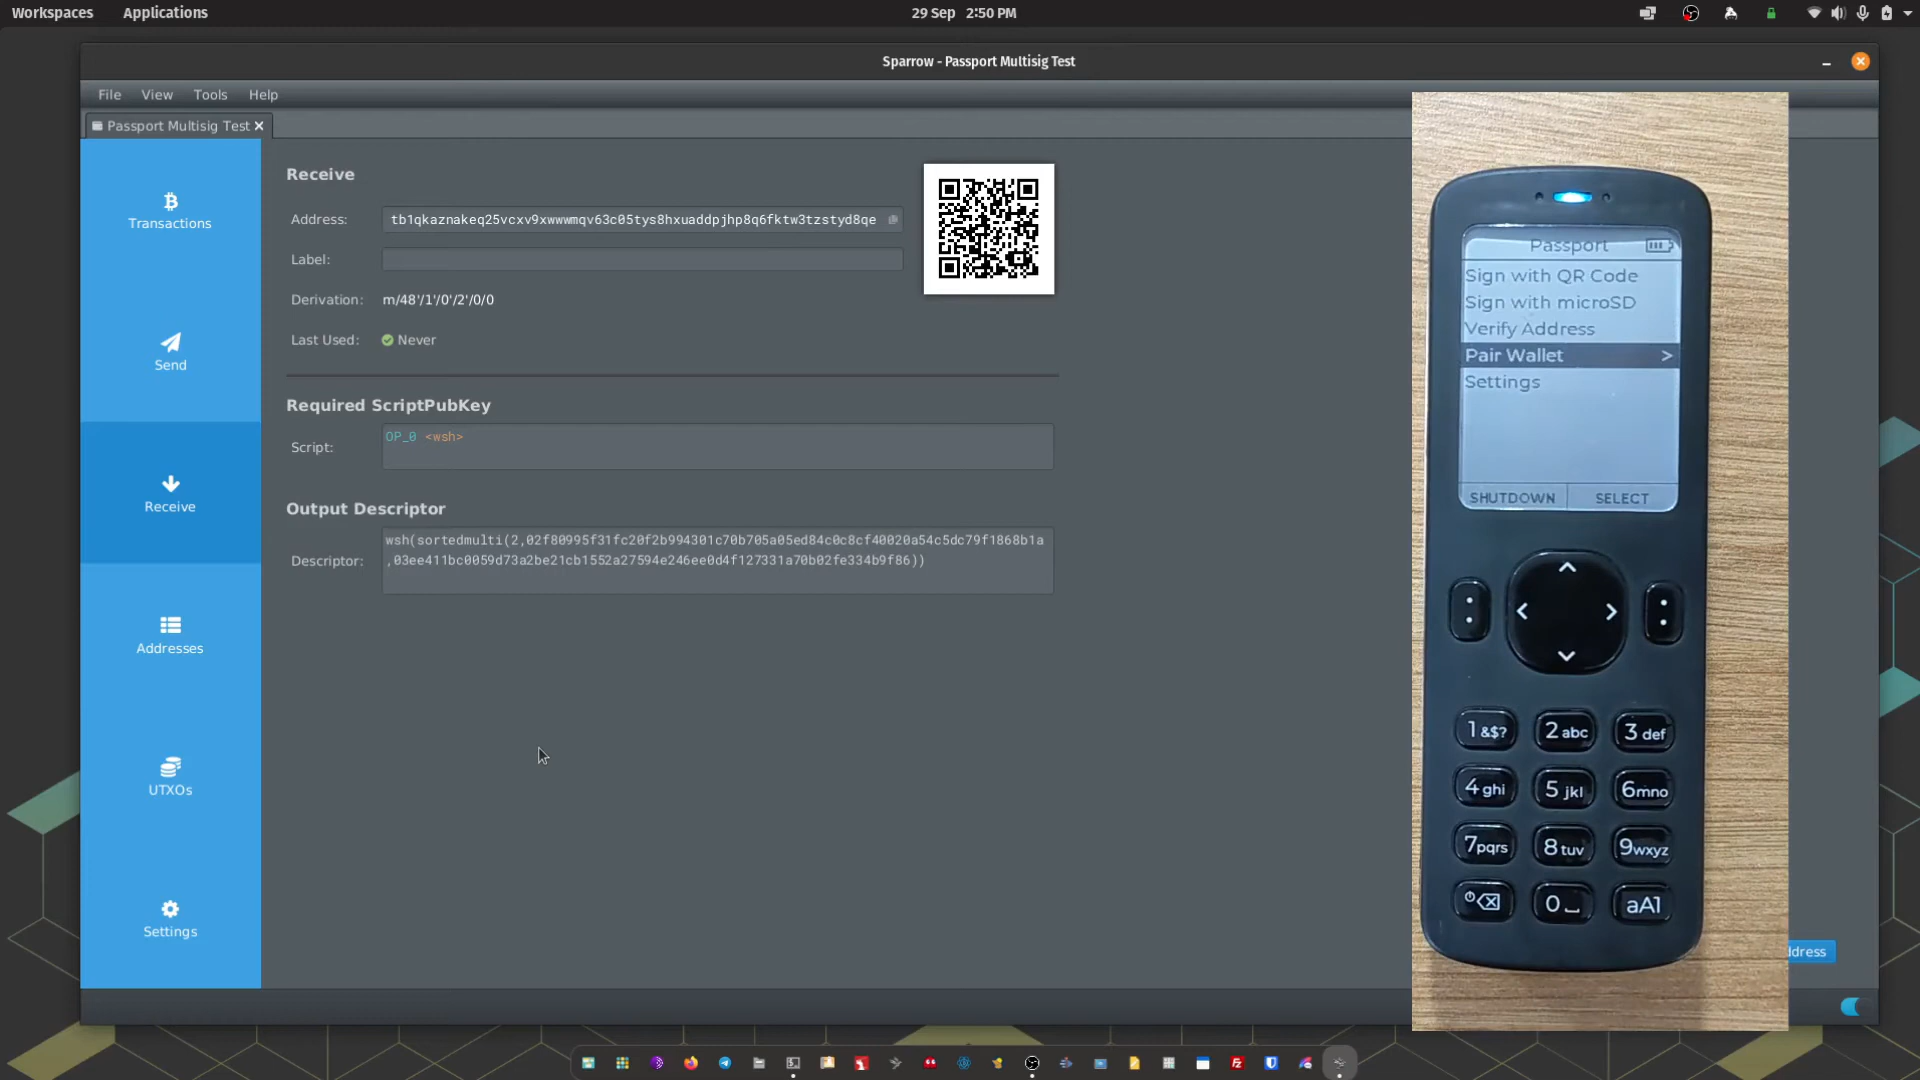 Workspaces Applications 29 Sep 2:50 PM
Sparrow - Passport Multisig Test
File View Tools Help
Passport Multisig Test
Transactions
Send
Receive
Addresses
UTXOs
Settings
Receive
Address: tb1qkaznakeq25vcxv9xwwwmqv63c05tys8hxuaddpjhp8q6fktw3tzstyd8qe
Label:
Derivation: m/48'/1'/0'/2'/0/0
Last Used: Never
Required ScriptPubKey
Script: OP_0 <wsh>
Output Descriptor
Descriptor: wsh(sortedmulti(2,02f80995f31fc20f2b994301c70b705a05ed84c0c8cf40020a54c5dc79f1868b1a
,03ee411bc0059d73a2be21cb1552a27594e246ee0d4f127331a70b02fe334b9f86))
Passport
Sign with QR Code
Sign with microSD
Verify Address
Pair Wallet >
Settings
SHUTDOWN SELECT
1 &$? 2 abc 3 def
4 ghi 5 jkl 6 mno
7 pqrs 8 tuv 9 wxyz
0 aA1